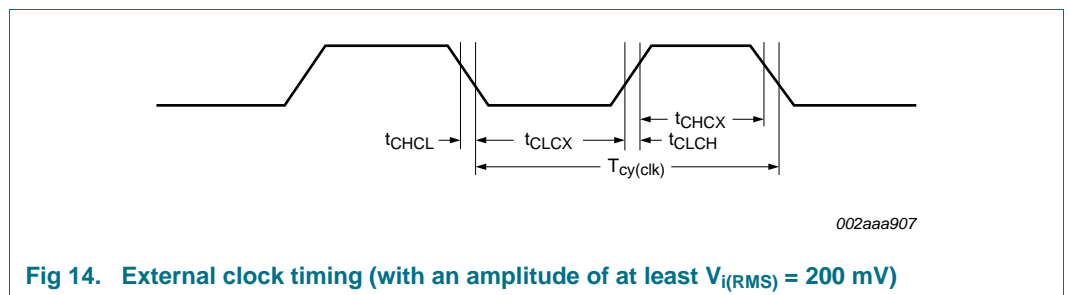 tCHCX
tCHCL tCLCX tCLCH
Tcy(clk)
002aaa907
Fig 14. External clock timing (with an amplitude of at least Vi(RMS) = 200 mV)